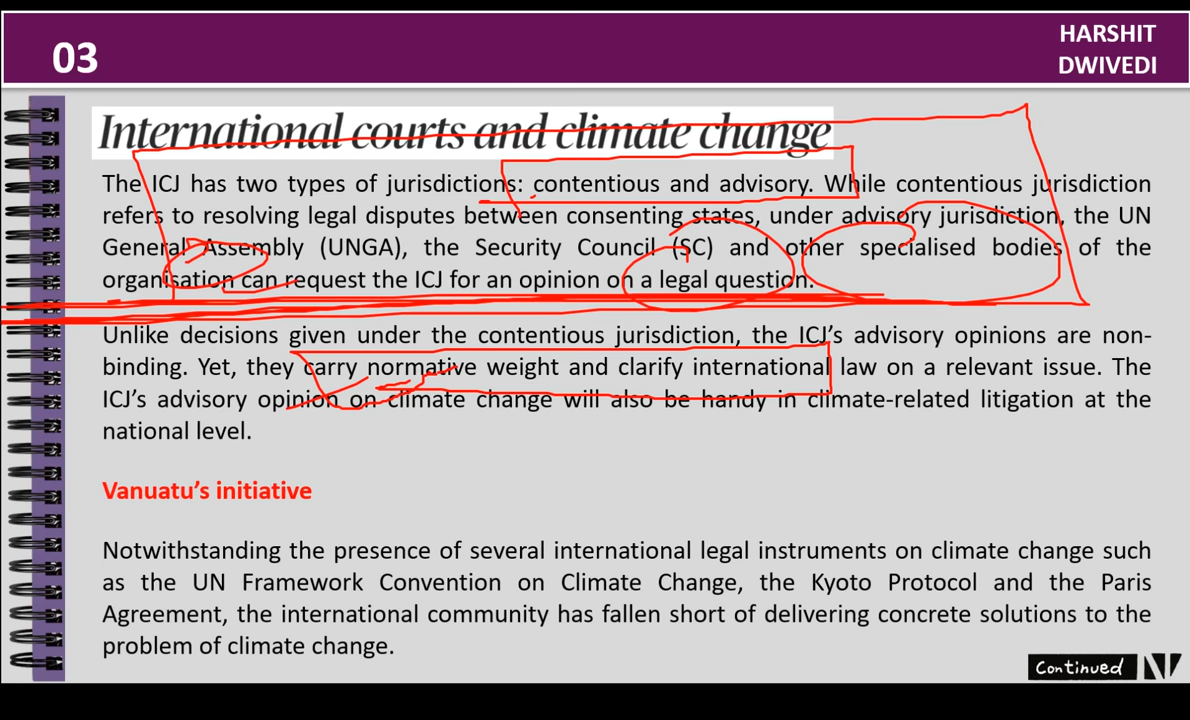 03
HARSHIT
DWIVEDI
International courts and climate change
The ICJ has two types of jurisdictions: contentious and advisory. While contentious jurisdiction
refers to resolving legal disputes between consenting states, under advisory jurisdiction, the UN
General Assembly (UNGA), the Security Council (SC) and other specialised bodies of the
organisation can request the ICJ for an opinion on a legal question.
Unlike decisions given under the contentious jurisdiction, the ICJ's advisory opinions are non-
binding. Yet, they carry normative weight and clarify international law on a relevant issue. The
ICJ's advisory opinion on climate change will also be handy in climate-related litigation at the
national level.
Vanuatu's initiative
Notwithstanding the presence of several international legal instruments on climate change such
as the UN Framework Convention on Climate Change, the Kyoto Protocol and the Paris
Agreement, the international community has fallen short of delivering concrete solutions to the
problem of climate change.
Continued